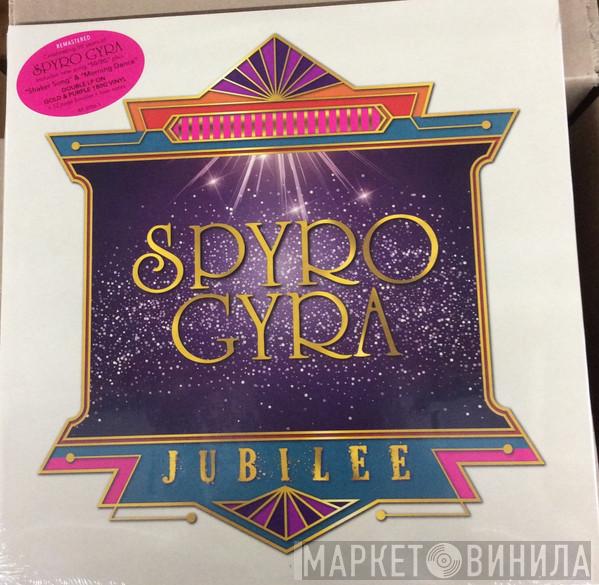 REMASTERED
SPYRO GYRA
"Shaker Song" & "Morning Dance"
DOUBLE LP ON
GOLD & PURPLE 180G VINYL
SPYRO
GYRA
JUBILEE
МАРКЕТ ВИНИЛА